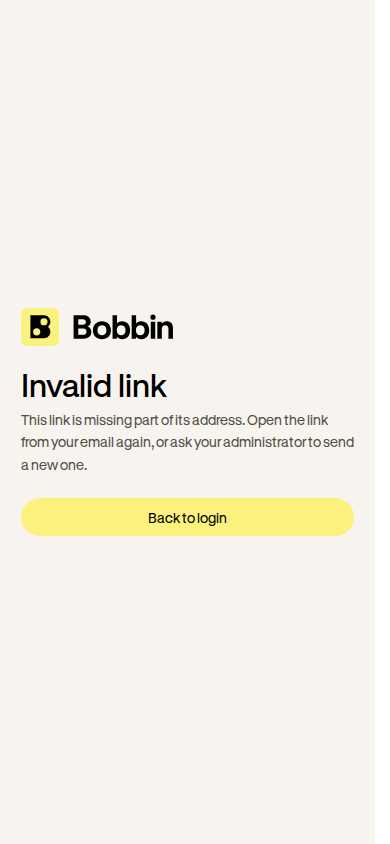 B Bobbin
Invalid link
This link is missing part of its address. Open the link
from your email again, or ask your administrator to send
a new one.
Back to login